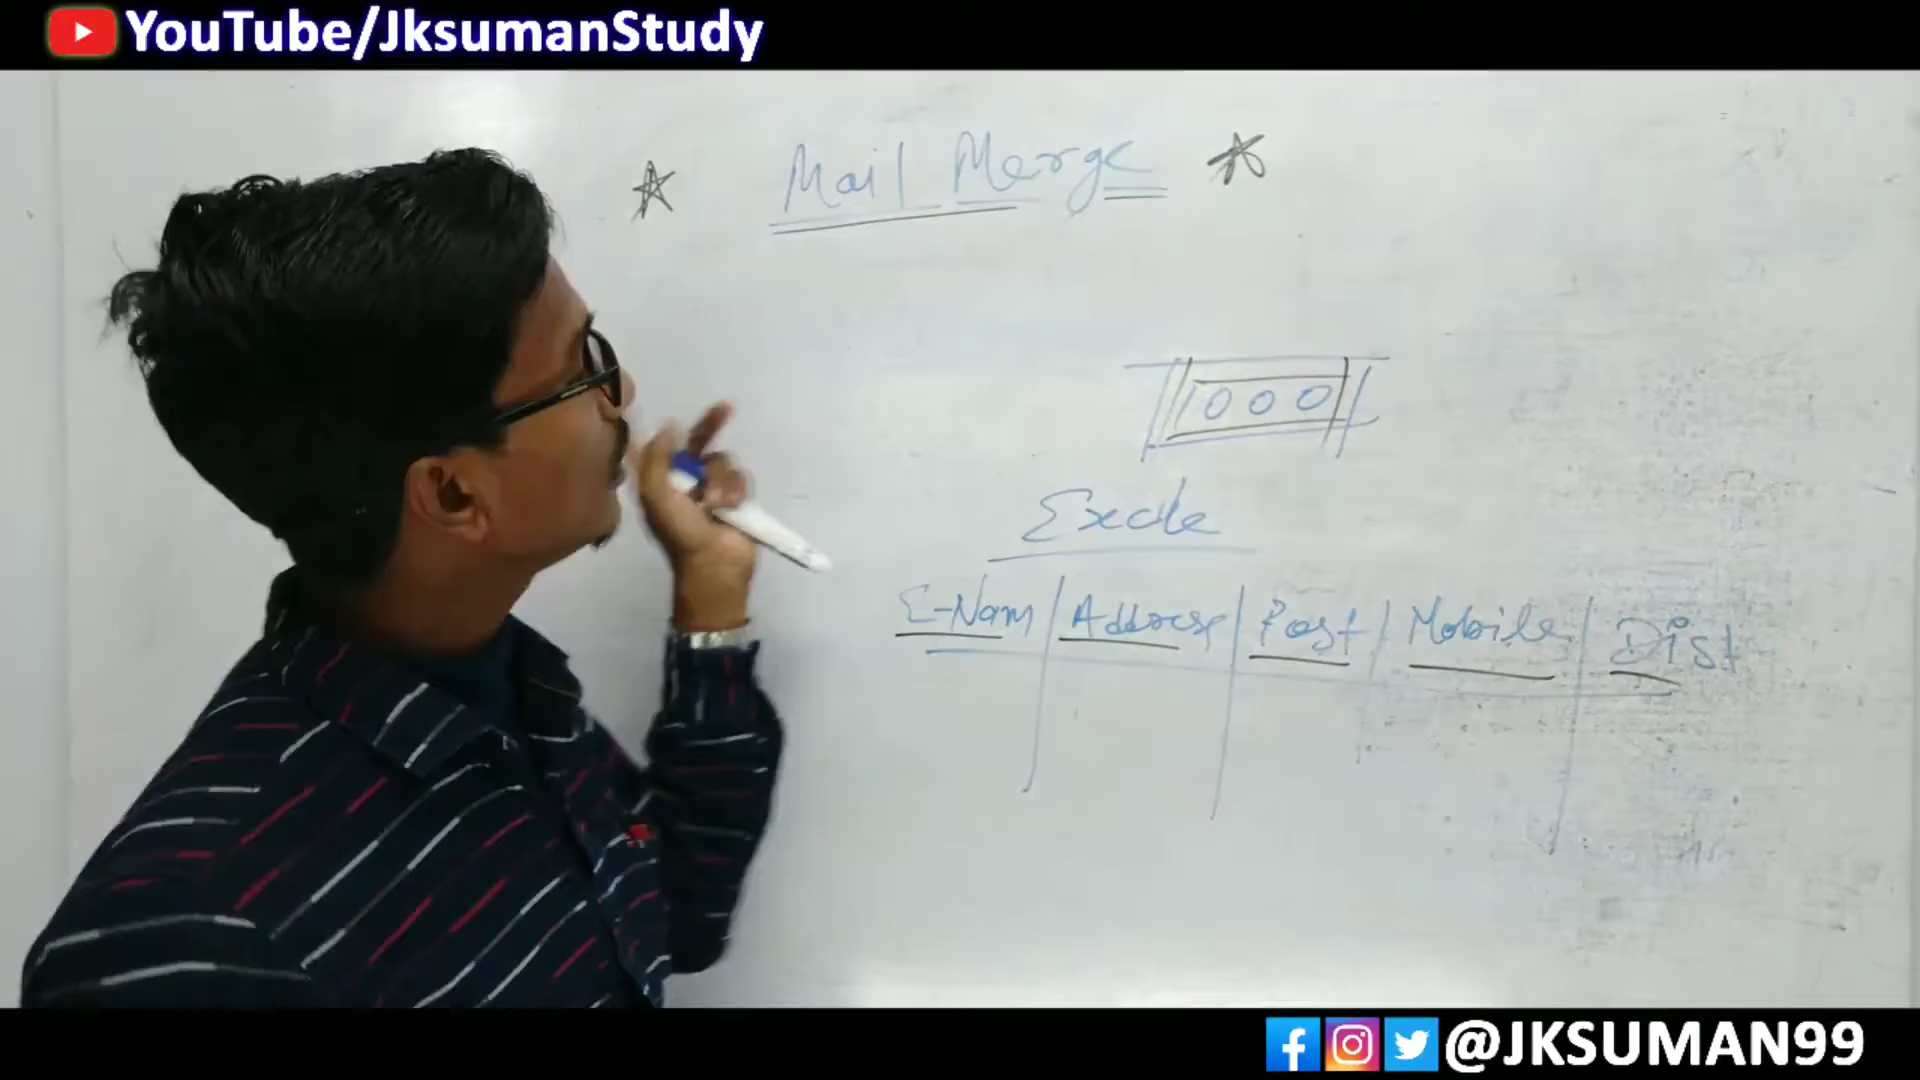 YouTube/JksumanStudy
Mail Merge
1000
Excle
E-Nam Address Post Mobile Dist
@JKSUMAN99